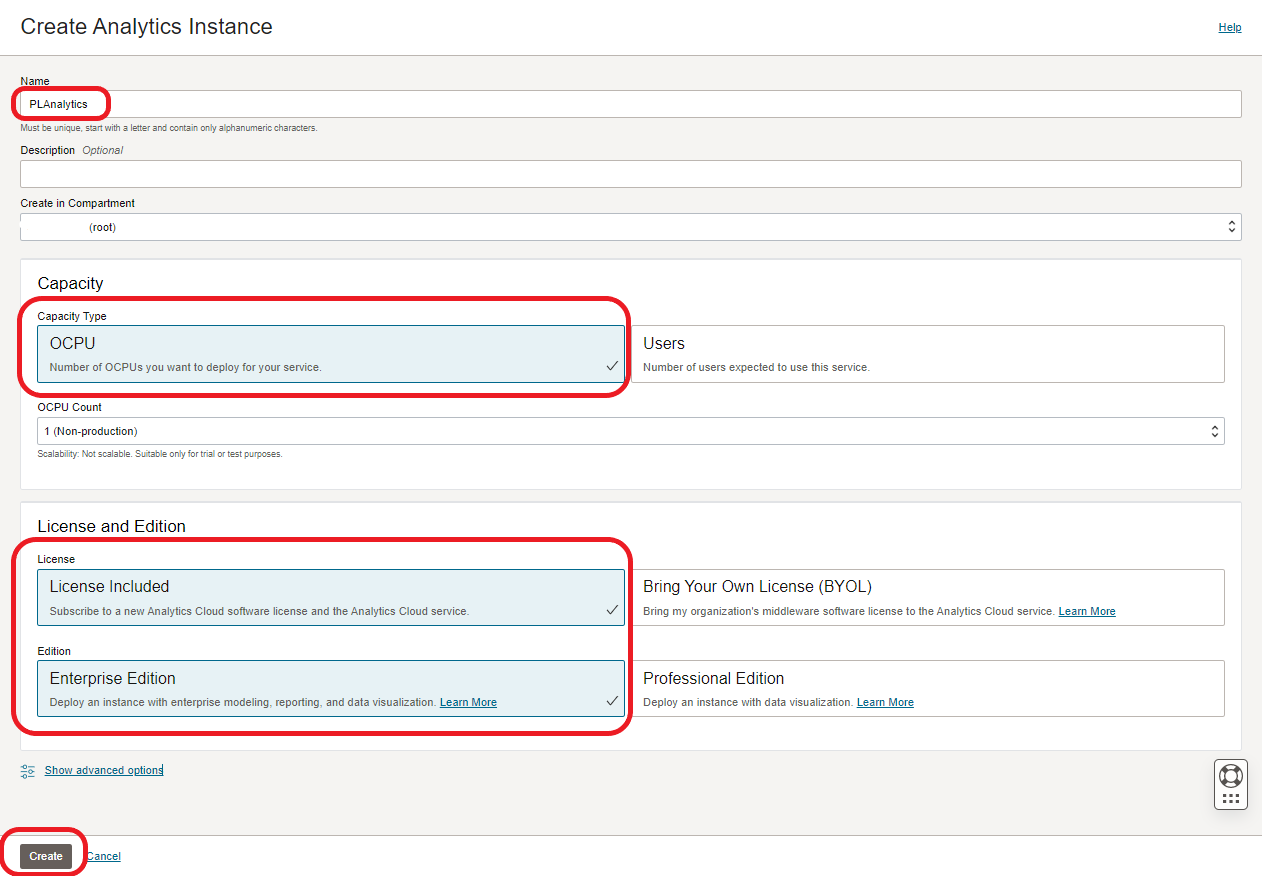 Create Analytics Instance
Help
Name
PLAnalytics
Must be unique, start with a letter and contain only alphanumeric characters.
Description Optional
Create in Compartment
(root)
Capacity
Capacity Type
OCPU
Number of OCPUs you want to deploy for your service.
Users
Number of users expected to use this service.
OCPU Count
1 (Non-production)
Scalability: Not scalable. Suitable only for trial or test purposes.
License and Edition
License
License Included
Subscribe to a new Analytics Cloud software license and the Analytics Cloud service.
Bring Your Own License (BYOL)
Bring my organization's middleware software license to the Analytics Cloud service. Learn More
Edition
Enterprise Edition
Deploy an instance with enterprise modeling, reporting, and data visualization. Learn More
Professional Edition
Deploy an instance with data visualization. Learn More
Show advanced options
Create
Cancel